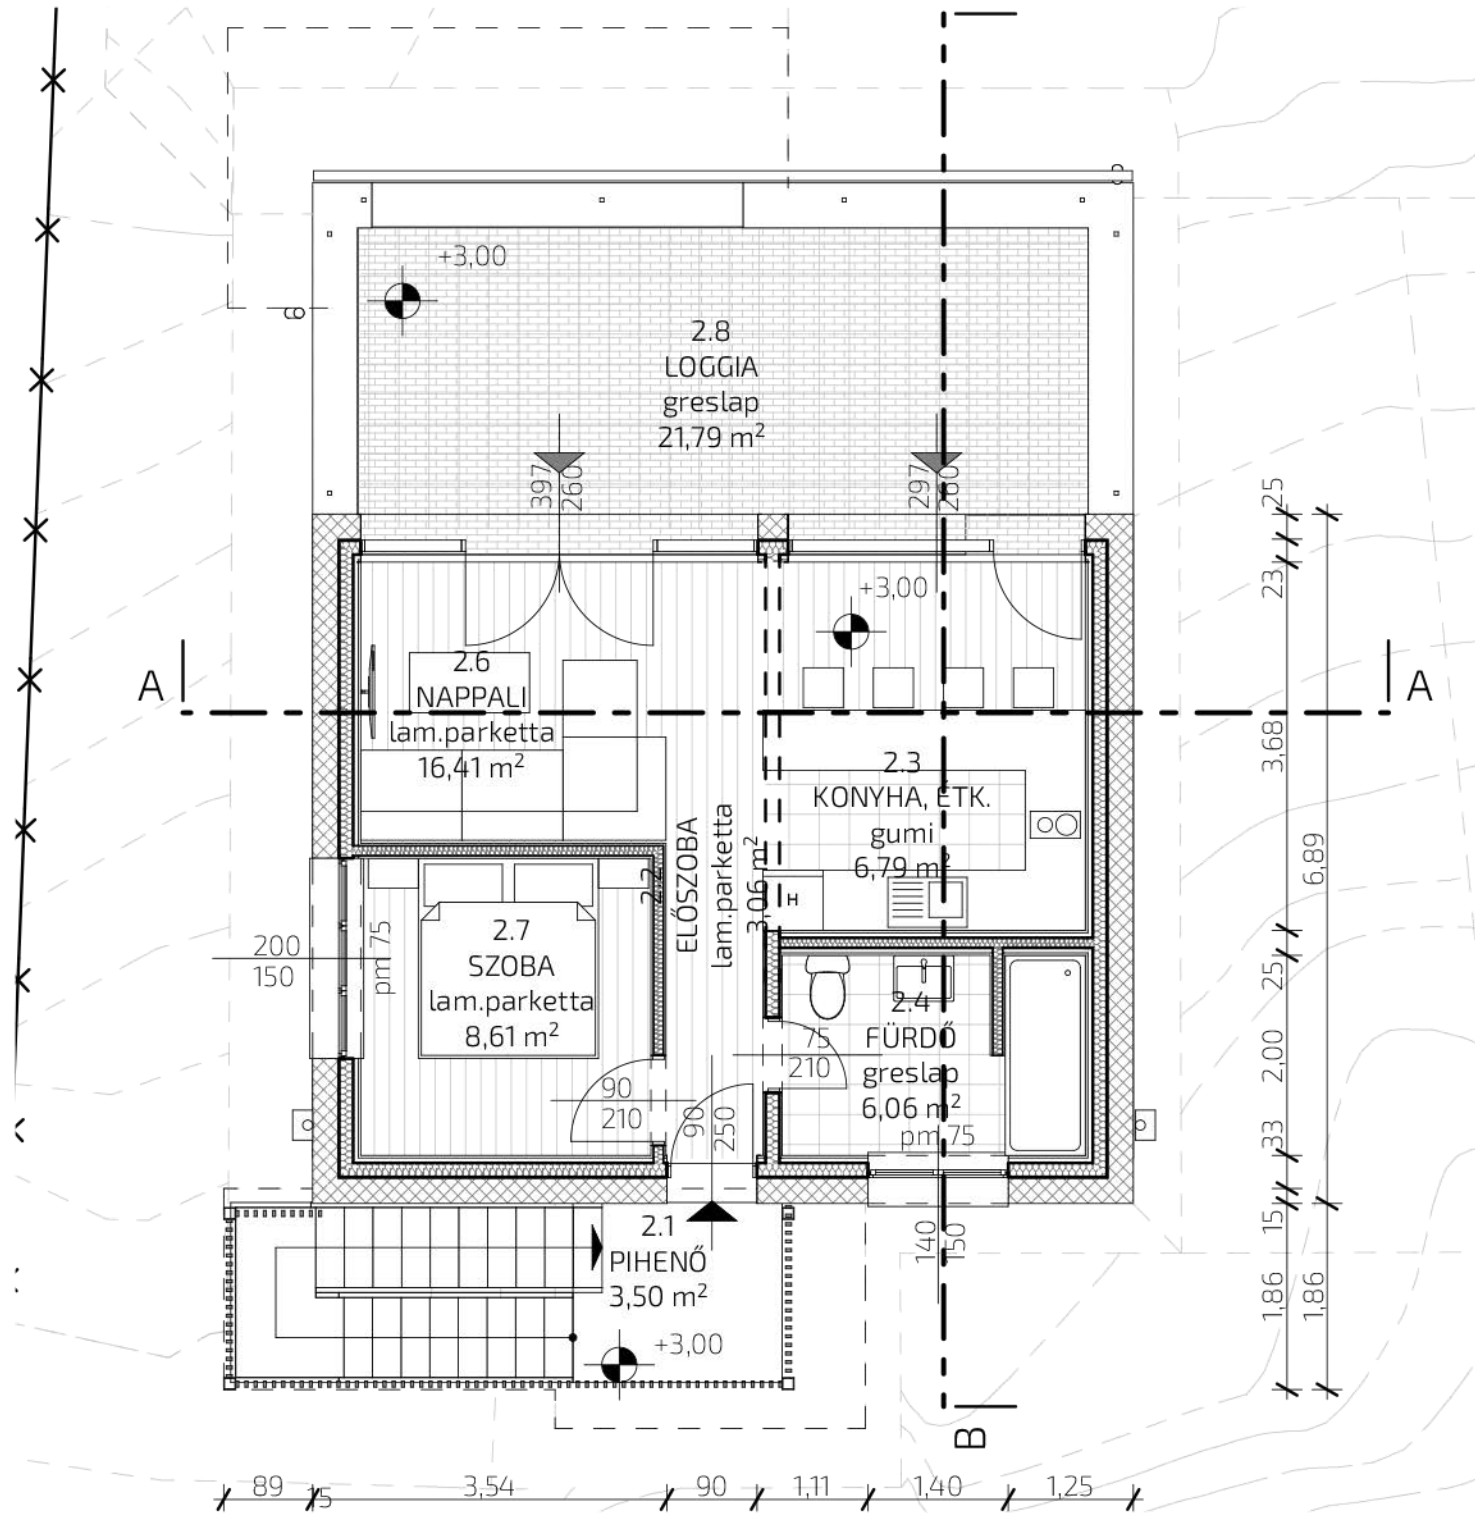 +3,00
2.8
LOGGIA
greslap
21,79 m²
397
260
297
260
+3,00
A
A
2.6
NAPPALI
lam.parketta
16,41 m²
2.3
KONYHA, ÉTK.
gumi
6,79 m²
H
2.2
ELŐSZOBA
lam.parketta
3,06 m²
200
150
pm 75
2.7
SZOBA
lam.parketta
8,61 m²
2.4
FÜRDŐ
greslap
6,06 m²
pm 75
75
210
90
210
90
250
2.1
PIHENŐ
3,50 m²
+3,00
140
150
B
25
23
3,68
25
2,00
33
15
1,86
6,89
1,86
89
15
3,54
90
1,11
1,40
1,25